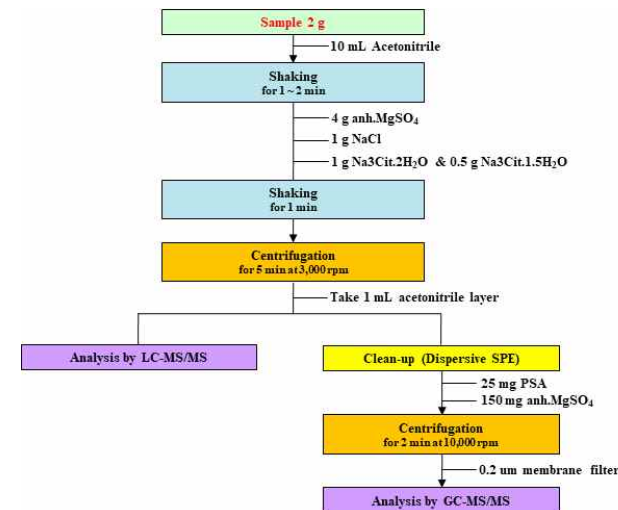 Sample 2 g
10 mL Acetonitrile
Shaking
for 1 ~ 2 min
4 g anh.MgSO₄
1 g NaCl
1 g Na3Cit.2H₂O & 0.5 g Na3Cit.1.5H₂O
Shaking
for 1 min
Centrifugation
for 5 min at 3,000 rpm
Take 1 mL acetonitrile layer
Analysis by LC-MS/MS
Clean-up (Dispersive SPE)
25 mg PSA
150 mg anh.MgSO₄
Centrifugation
for 2 min at 10,000 rpm
0.2 um membrane filter
Analysis by GC-MS/MS